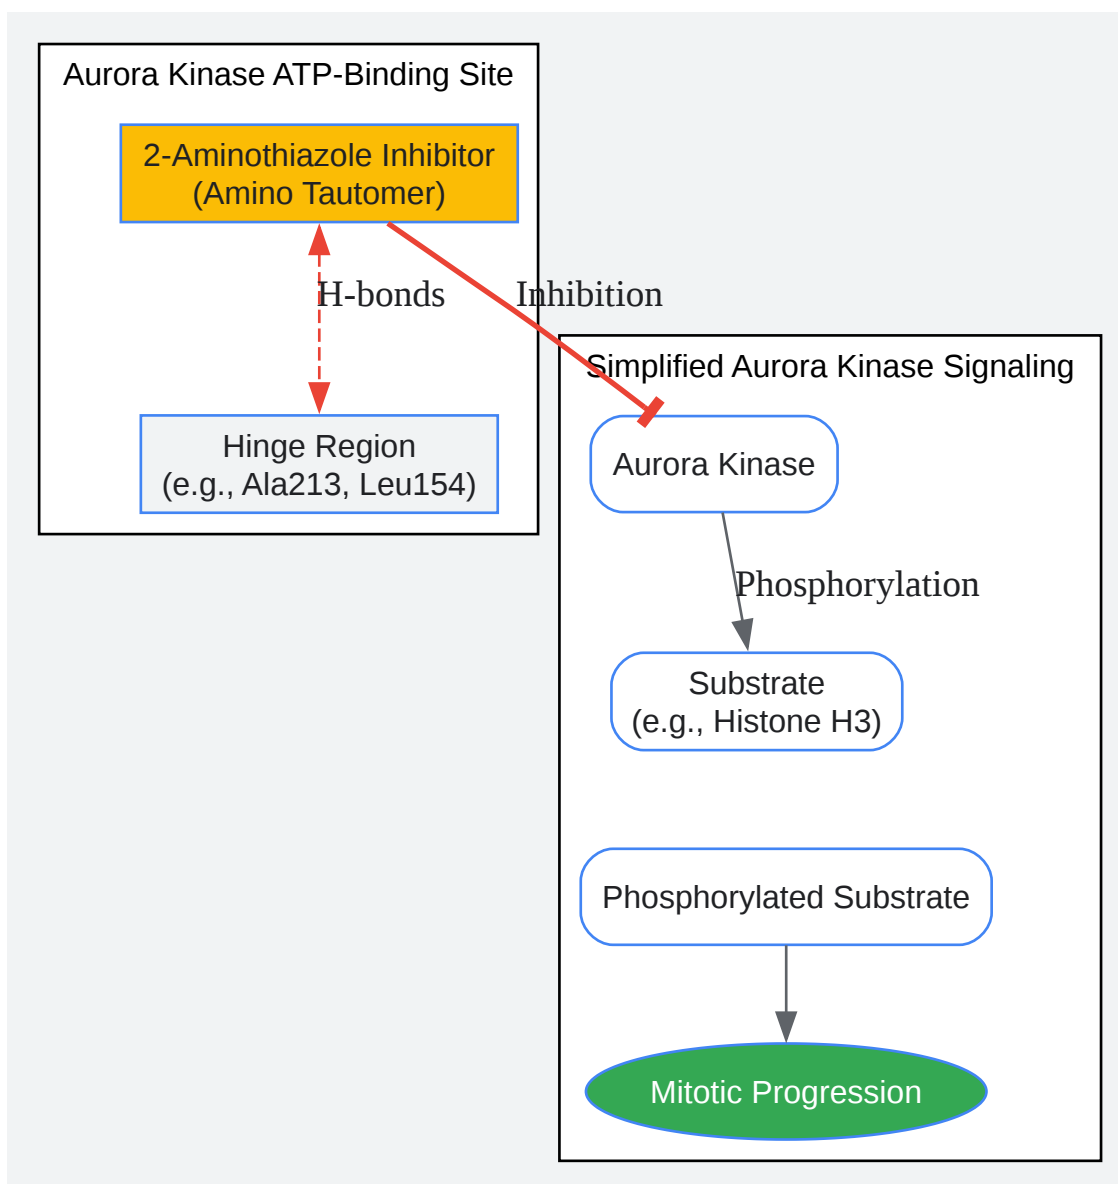 Aurora Kinase ATP-Binding Site
2-Aminothiazole Inhibitor
(Amino Tautomer)
H-bonds
Inhibition
Hinge Region
(e.g., Ala213, Leu154)
Simplified Aurora Kinase Signaling
Aurora Kinase
Phosphorylation
Substrate
(e.g., Histone H3)
Phosphorylated Substrate
Mitotic Progression